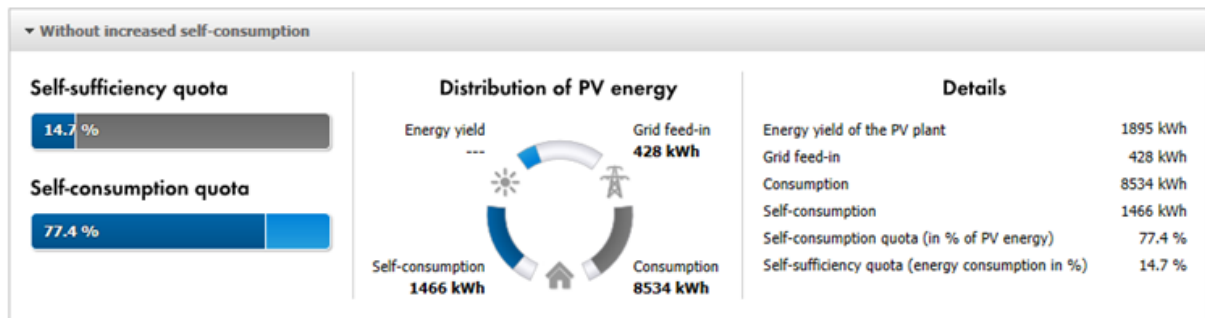 Without increased self-consumption
Self-sufficiency quota
14.7 %
Self-consumption quota
77.4 %
Distribution of PV energy
Energy yield
---
Grid feed-in
428 kWh
Self-consumption
1466 kWh
Consumption
8534 kWh
Details
Energy yield of the PV plant 1895 kWh
Grid feed-in 428 kWh
Consumption 8534 kWh
Self-consumption 1466 kWh
Self-consumption quota (in % of PV energy) 77.4 %
Self-sufficiency quota (energy consumption in %) 14.7 %